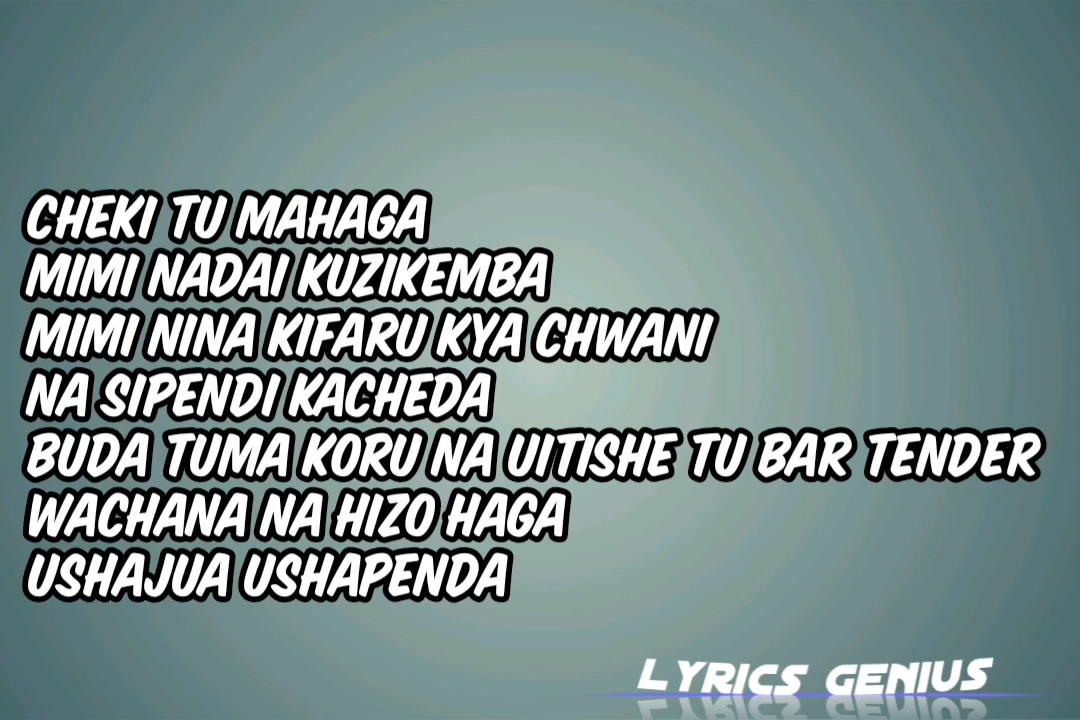 CHEKI TU MAHAGA
MIMI NADAI KUZIKEMBA
MIMI NINA KIFARU KYA CHWANI
NA SIPENDI KACHEDA
BUDA TUMA KORU NA UITISHE TU BAR TENDER
WACHANA NA HIZO HAGA
USHAJUA USHAPENDA
LYRICS GENIUS